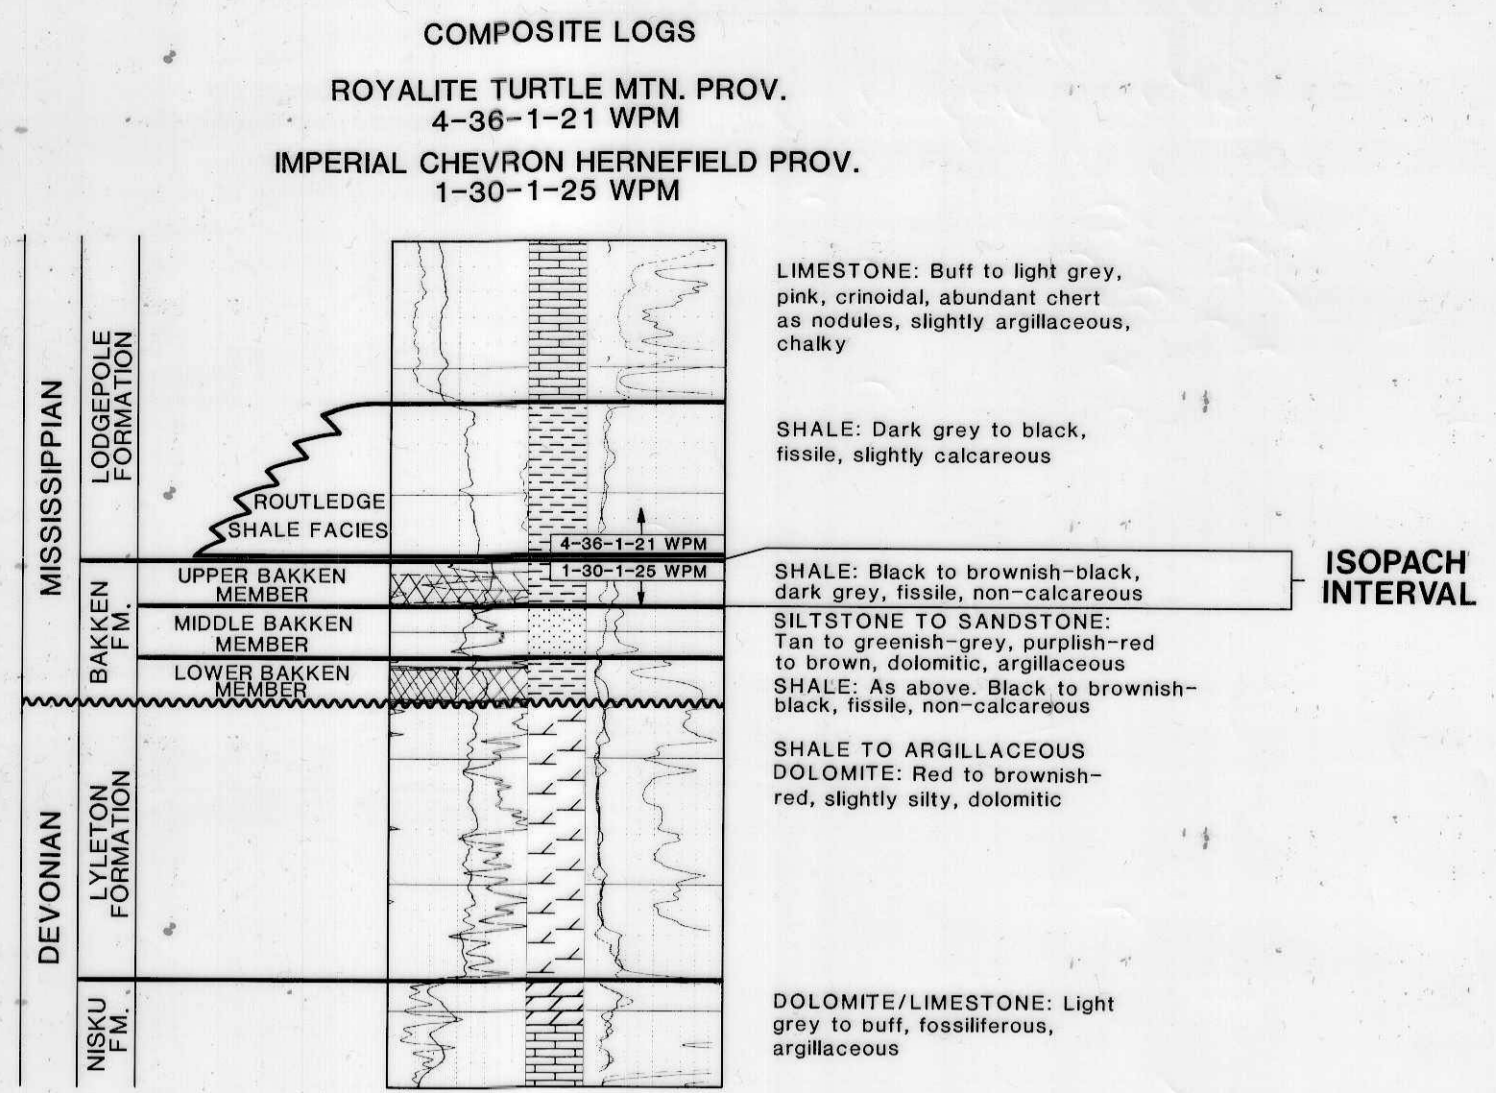 COMPOSITE LOGS
ROYALITE TURTLE MTN. PROV.
4-36-1-21 WPM
IMPERIAL CHEVRON HERNEFIELD PROV.
1-30-1-25 WPM
MISSISSIPPIAN
LODGEPOLE
FORMATION
ROUTLEDGE
SHALE FACIES
LIMESTONE: Buff to light grey,
pink, crinoidal, abundant chert
as nodules, slightly argillaceous,
chalky
SHALE: Dark grey to black,
fissile, slightly calcareous
4-36-1-21 WPM
1-30-1-25 WPM
BAKKEN
FM.
UPPER BAKKEN
MEMBER
SHALE: Black to brownish-black,
dark grey, fissile, non-calcareous
ISOPACH
INTERVAL
MIDDLE BAKKEN
MEMBER
SILTSTONE TO SANDSTONE:
Tan to greenish-grey, purplish-red
to brown, dolomitic, argillaceous
LOWER BAKKEN
MEMBER
SHALE: As above. Black to brownish-
black, fissile, non-calcareous
DEVONIAN
LYLETON
FORMATION
SHALE TO ARGILLACEOUS
DOLOMITE: Red to brownish-
red, slightly silty, dolomitic
NISKU
FM.
DOLOMITE/LIMESTONE: Light
grey to buff, fossiliferous,
argillaceous